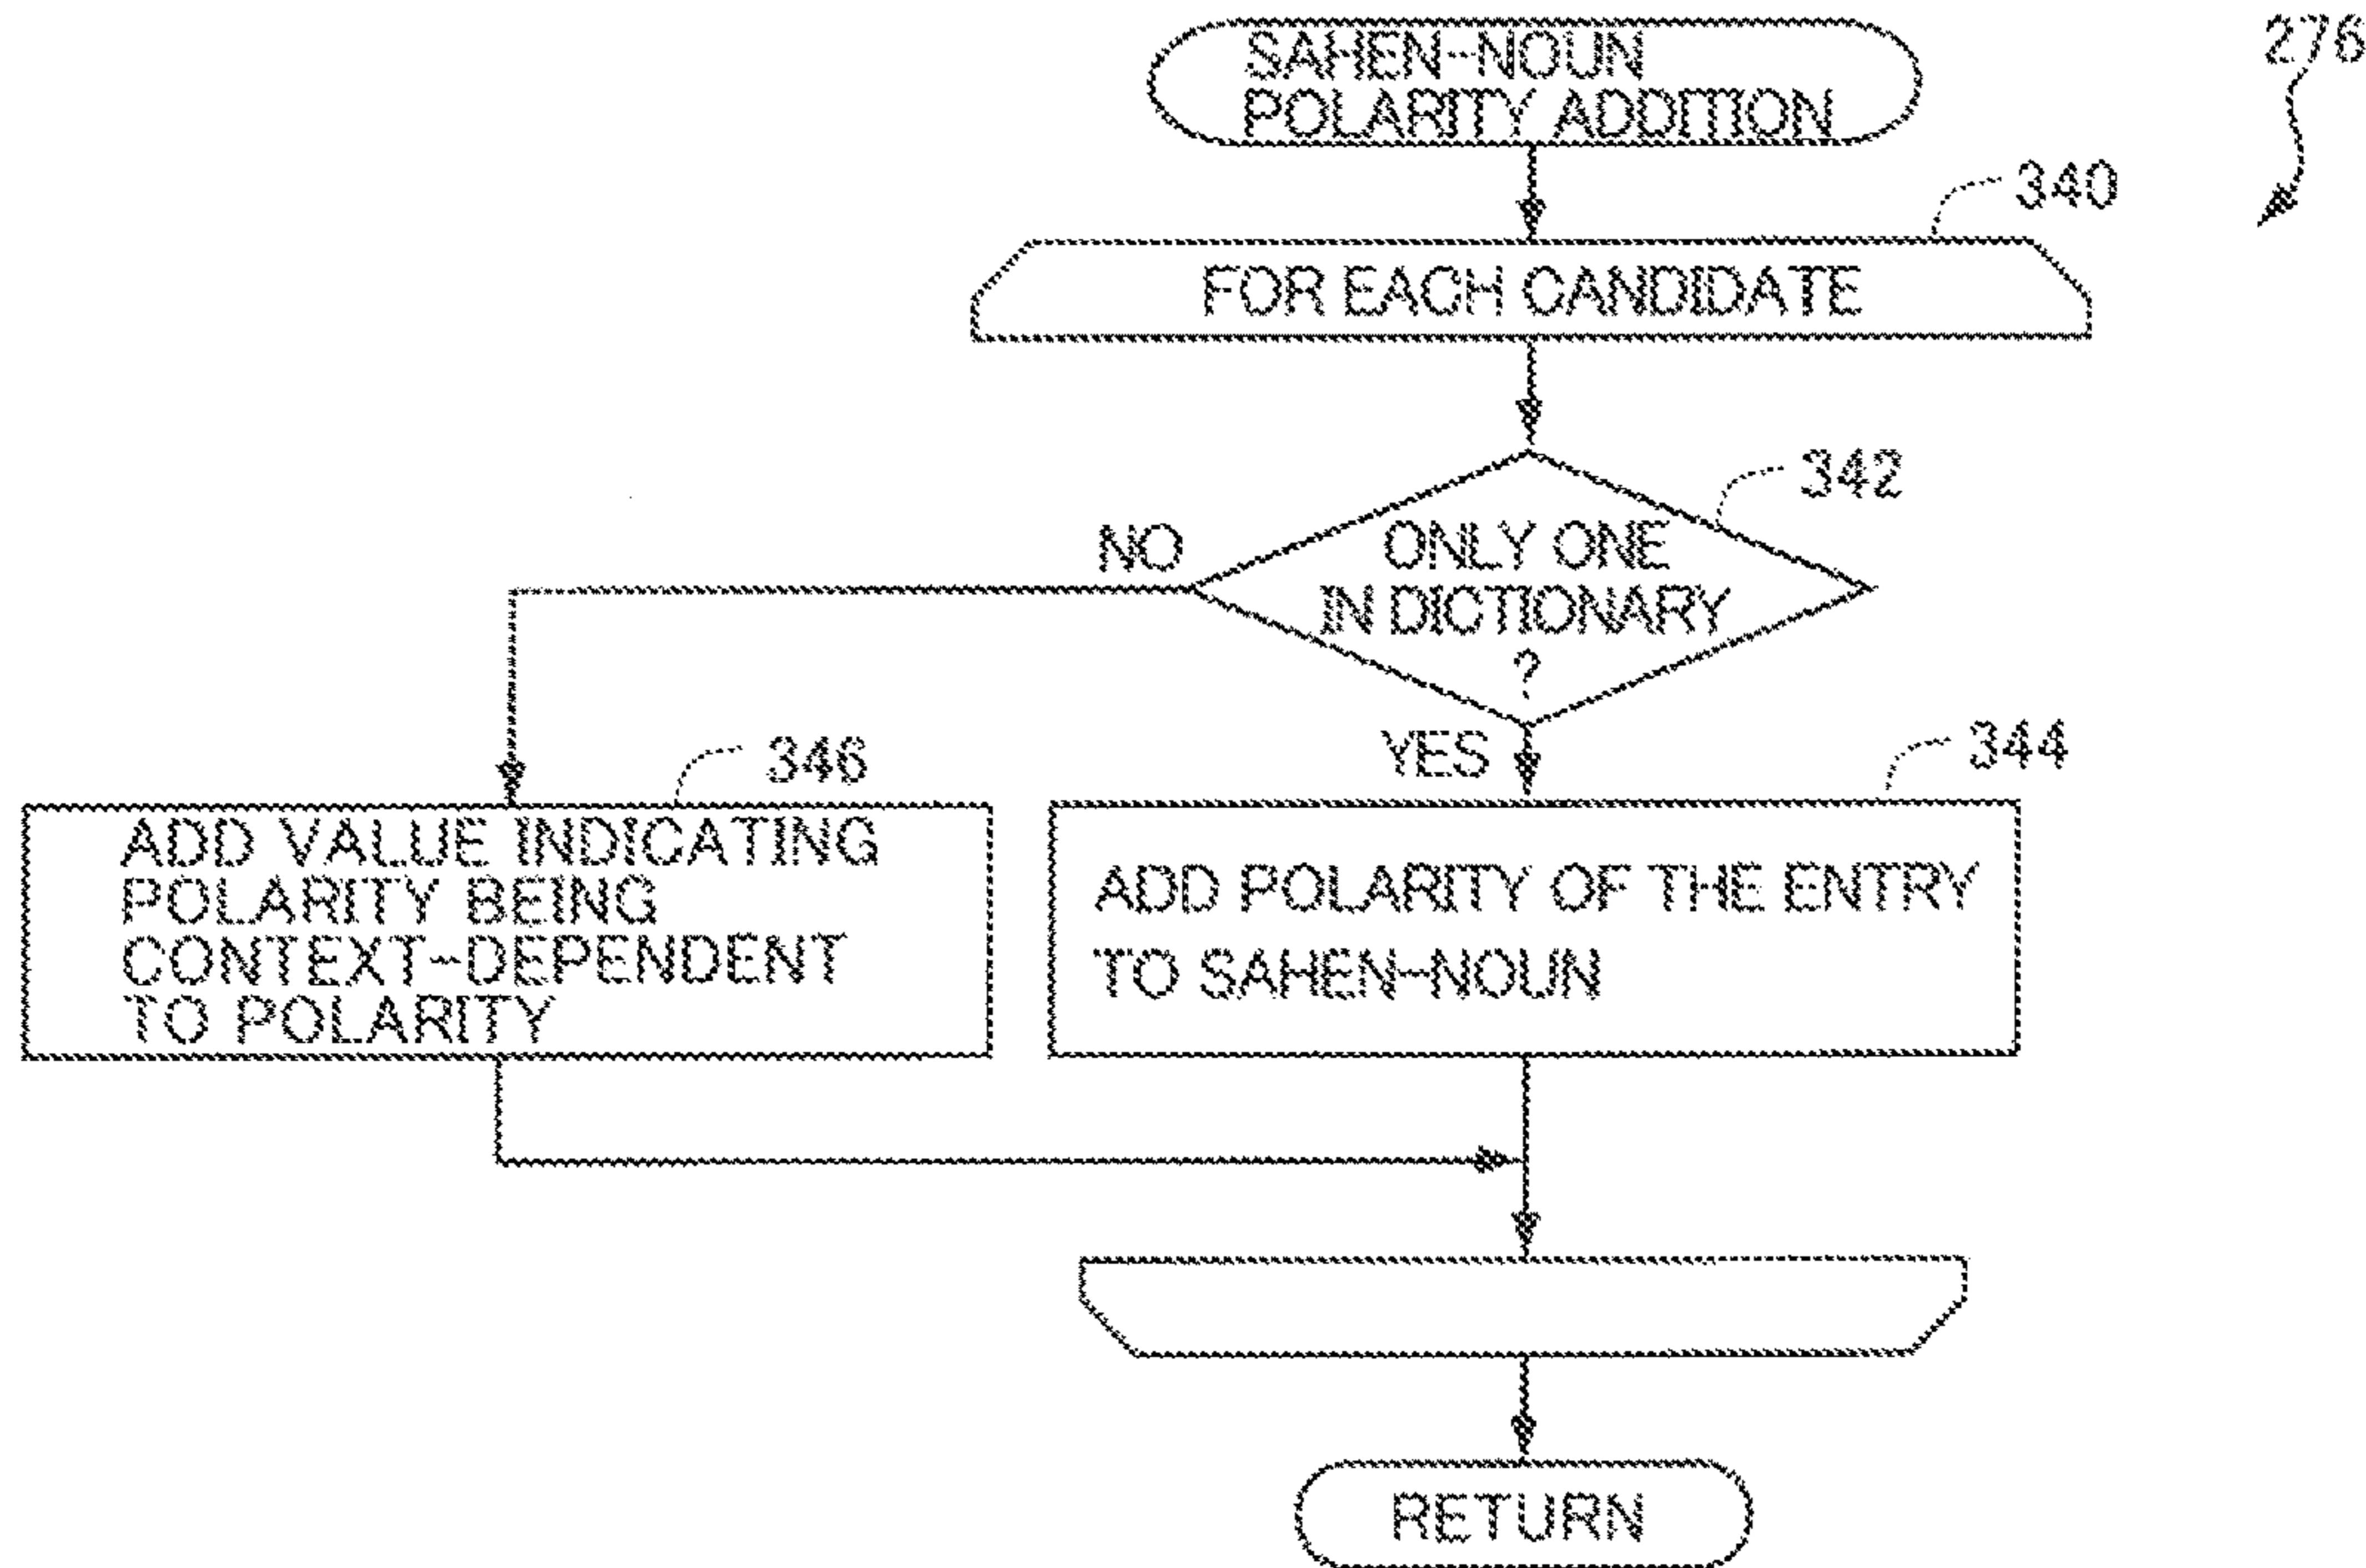 SAHEN-NOUN
POLARITY ADDITION
276
340
FOR EACH CANDIDATE
342
NO
ONLY ONE
IN DICTIONARY
?
YES
346
344
ADD VALUE INDICATING
POLARITY BEING
CONTEXT-DEPENDENT
TO POLARITY
ADD POLARITY OF THE ENTRY
TO SAHEN-NOUN
RETURN